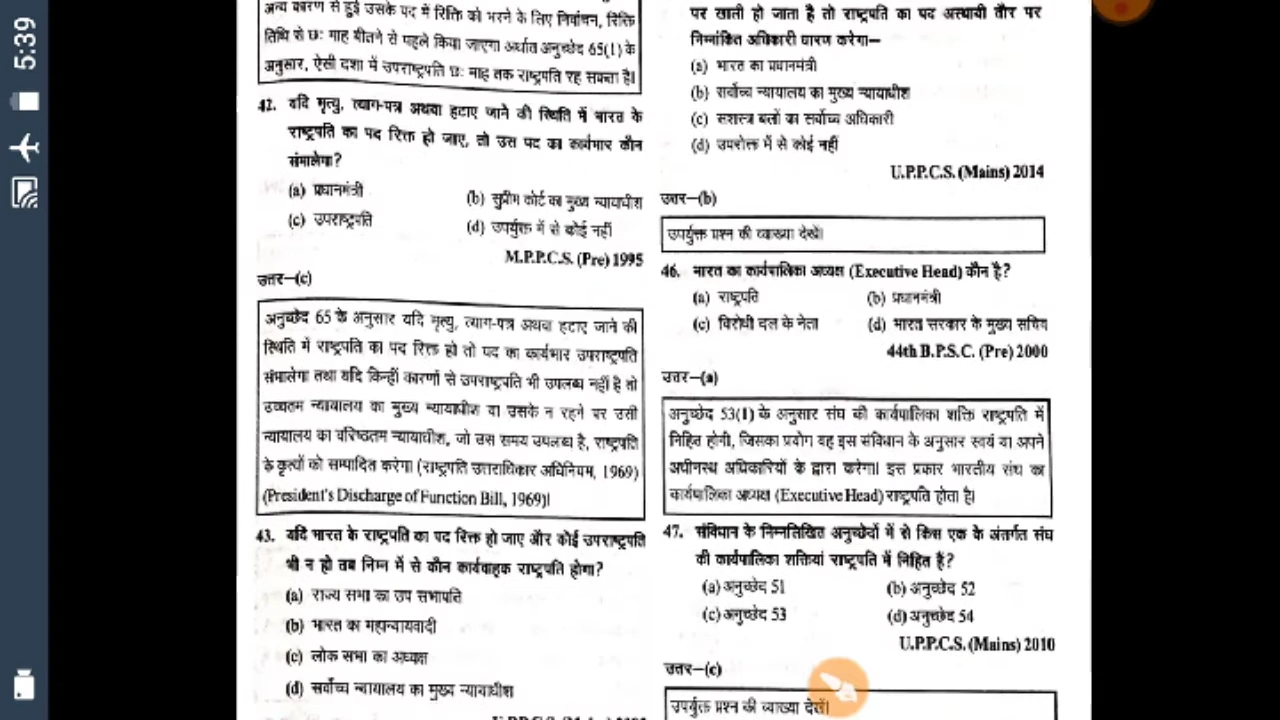 5:39
अन्य कारण से हुई उसके पद में रिक्ति को भरने के लिए निर्वाचन, रिक्ति
तिथि से छः माह बीतने से पहले किया जाएगा अर्थात अनुच्छेद 65(1) के
अनुसार, ऐसी दशा में उपराष्ट्रपति छः माह तक राष्ट्रपति रह सकता है।
42. यदि मृत्यु, त्याग-पत्र अथवा हटाए जाने की स्थिति में भारत के
राष्ट्रपति का पद रिक्त हो जाए, तो उस पद का कार्यभार कौन
संभालेगा?
(a) प्रधानमंत्री (b) सुप्रीम कोर्ट का मुख्य न्यायाधीश
(c) उपराष्ट्रपति (d) उपर्युक्त में से कोई नहीं
M.P.P.C.S. (Pre) 1995
उत्तर–(c)
अनुच्छेद 65 के अनुसार यदि मृत्यु, त्याग-पत्र अथवा हटाए जाने की
स्थिति में राष्ट्रपति का पद रिक्त हो तो पद का कार्यभार उपराष्ट्रपति
संभालेगा तथा यदि किन्हीं कारणों से उपराष्ट्रपति भी उपलब्ध नहीं है तो
उच्चतम न्यायालय का मुख्य न्यायाधीश या उसके न रहने पर उसी
न्यायालय का वरिष्ठतम न्यायाधीश, जो उस समय उपलब्ध है, राष्ट्रपति
के कृत्यों को सम्पादित करेगा (राष्ट्रपति उत्तराधिकार अधिनियम, 1969)
(President's Discharge of Function Bill, 1969)।
43. यदि भारत के राष्ट्रपति का पद रिक्त हो जाए और कोई उपराष्ट्रपति
भी न हो तब निम्न में से कौन कार्यवाहक राष्ट्रपति होगा?
(a) राज्य सभा का उप सभापति
(b) भारत का महान्यायवादी
(c) लोक सभा का अध्यक्ष
(d) सर्वोच्च न्यायालय का मुख्य न्यायाधीश
पर खाली हो जाता है तो राष्ट्रपति का पद अस्थायी तौर पर
निम्नांकित अधिकारी धारण करेगा–
(a) भारत का प्रधानमंत्री
(b) सर्वोच्च न्यायालय का मुख्य न्यायाधीश
(c) सशस्त्र बलों का सर्वोच्च अधिकारी
(d) उपरोक्त में से कोई नहीं
U.P.P.C.S. (Mains) 2014
उत्तर–(b)
उपर्युक्त प्रश्न की व्याख्या देखें।
46. भारत का कार्यपालिका अध्यक्ष (Executive Head) कौन है?
(a) राष्ट्रपति (b) प्रधानमंत्री
(c) विरोधी दल के नेता (d) भारत सरकार के मुख्य सचिव
44th B.P.S.C. (Pre) 2000
उत्तर–(a)
अनुच्छेद 53(1) के अनुसार संघ की कार्यपालिका शक्ति राष्ट्रपति में
निहित होगी, जिसका प्रयोग वह इस संविधान के अनुसार स्वयं या अपने
अधीनस्थ अधिकारियों के द्वारा करेगा। इस प्रकार भारतीय संघ का
कार्यपालिका अध्यक्ष (Executive Head) राष्ट्रपति होता है।
47. संविधान के निम्नलिखित अनुच्छेदों में से किस एक के अंतर्गत संघ
की कार्यपालिका शक्तियां राष्ट्रपति में निहित हैं?
(a) अनुच्छेद 51 (b) अनुच्छेद 52
(c) अनुच्छेद 53 (d) अनुच्छेद 54
U.P.P.C.S. (Mains) 2010
उत्तर–(c)
उपर्युक्त प्रश्न की व्याख्या देखें।